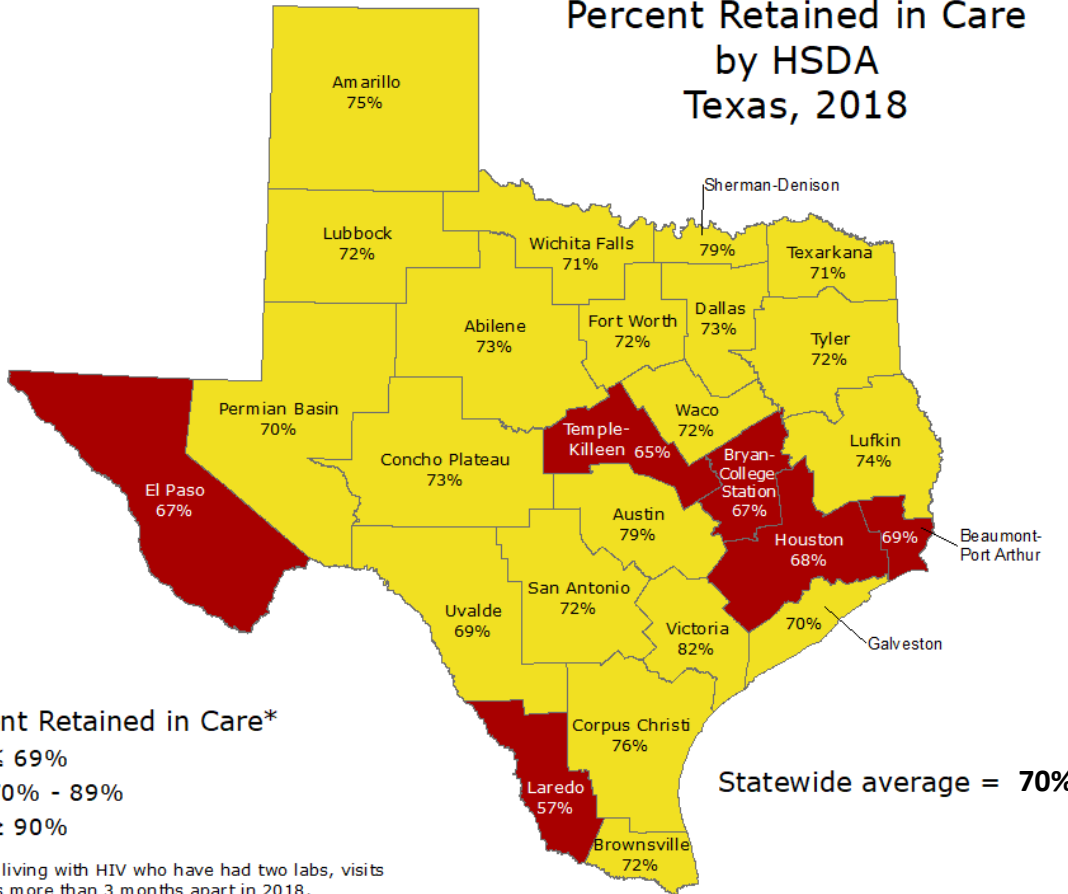 Percent Retained in Care
by HSDA
Texas, 2018
Amarillo
75%
Sherman-Denison
Lubbock
72%
Wichita Falls
71%
79%
Texarkana
71%
Abilene
73%
Fort Worth
72%
Dallas
73%
Tyler
72%
Permian Basin
70%
Concho Plateau
73%
Temple-
Killeen 65%
Waco
72%
Bryan-
College
Station
67%
Lufkin
74%
El Paso
67%
Austin
79%
Houston
68%
69%
Beaumont-
Port Arthur
San Antonio
72%
Uvalde
69%
Victoria
82%
70%
Galveston
Corpus Christi
76%
Laredo
57%
Brownsville
72%
Statewide average = 70%
nt Retained in Care*
69%
0% - 89%
90%
living with HIV who have had two labs, visits
s more than 3 months apart in 2018.